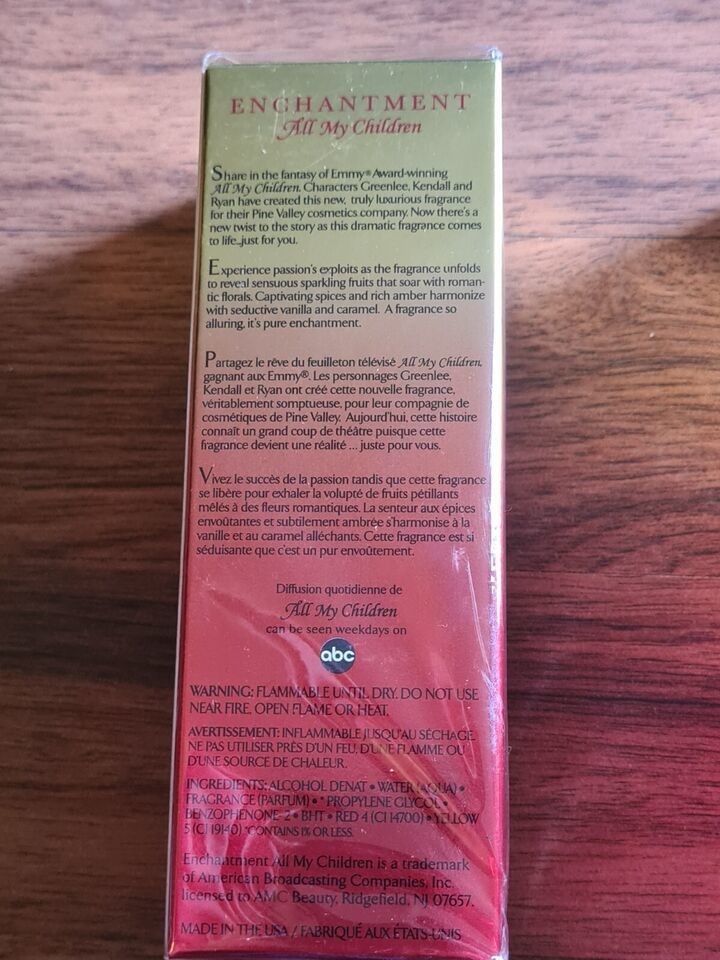 ENCHANTMENT
All My Children
Share in the fantasy of Emmy® Award-winning
All My Children. Characters Greenlee, Kendall and
Ryan have created this new, truly luxurious fragrance
for their Pine Valley cosmetics company. Now there's a
new twist to the story as this dramatic fragrance comes
to life...just for you.
Experience passion's exploits as the fragrance unfolds
to reveal sensuous sparkling fruits that soar with roman-
tic florals. Captivating spices and rich amber harmonize
with seductive vanilla and caramel. A fragrance so
alluring, it's pure enchantment.
Partagez le rêve du feuilleton télévisé All My Children,
gagnant aux Emmy®. Les personnages Greenlee,
Kendall et Ryan ont créé cette nouvelle fragrance,
véritablement somptueuse, pour leur compagnie de
cosmétiques de Pine Valley. Aujourd'hui, cette histoire
connaît un grand coup de théâtre puisque cette
fragrance devient une réalité ... juste pour vous.
Vivez le succès de la passion tandis que cette fragrance
se libère pour exhaler la volupté de fruits pétillants
mêlés à des fleurs romantiques. La senteur aux épices
envoûtantes et subtilement ambrée s'harmonise à la
vanille et au caramel alléchants. Cette fragrance est si
séduisante que c'est un pur envoûtement.
Diffusion quotidienne de
All My Children
can be seen weekdays on
abc
WARNING: FLAMMABLE UNTIL DRY. DO NOT USE
NEAR FIRE, OPEN FLAME OR HEAT.
AVERTISSEMENT: INFLAMMABLE JUSQU'AU SÉCHAGE.
NE PAS UTILISER PRÈS D'UN FEU, D'UNE FLAMME OU
D'UNE SOURCE DE CHALEUR.
INGREDIENTS: ALCOHOL DENAT • WATER (AQUA) •
FRAGRANCE (PARFUM) • *PROPYLENE GLYCOL •
BENZOPHENONE-2 • BHT • RED 4 (CI 14700) • YELLOW
5 (CI 19140) *CONTAINS 1% OR LESS.
Enchantment All My Children is a trademark
of American Broadcasting Companies, Inc.
licensed to AMC Beauty, Ridgefield, NJ 07657.
MADE IN THE USA / FABRIQUÉ AUX ÉTATS-UNIS